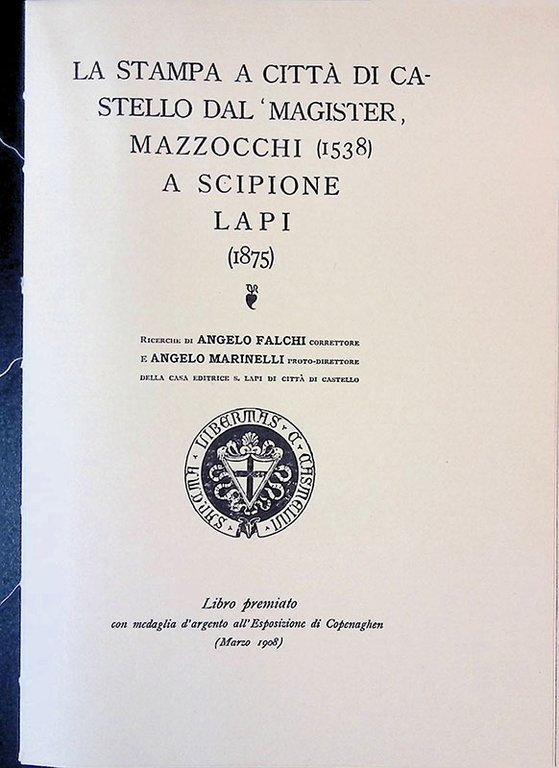 LA STAMPA A CITTÀ DI CA-
STELLO DAL ‘MAGISTER,
MAZZOCCHI (1538)
A SCIPIONE
LAPI
(1875)
RICERCHE DI ANGELO FALCHI CORRETTORE
E ANGELO MARINELLI PROTO-DIRETTORE
DELLA CASA EDITRICE S. LAPI DI CITTÀ DI CASTELLO
Libro premiato
con medaglia d'argento all'Esposizione di Copenaghen
(Marzo 1908)